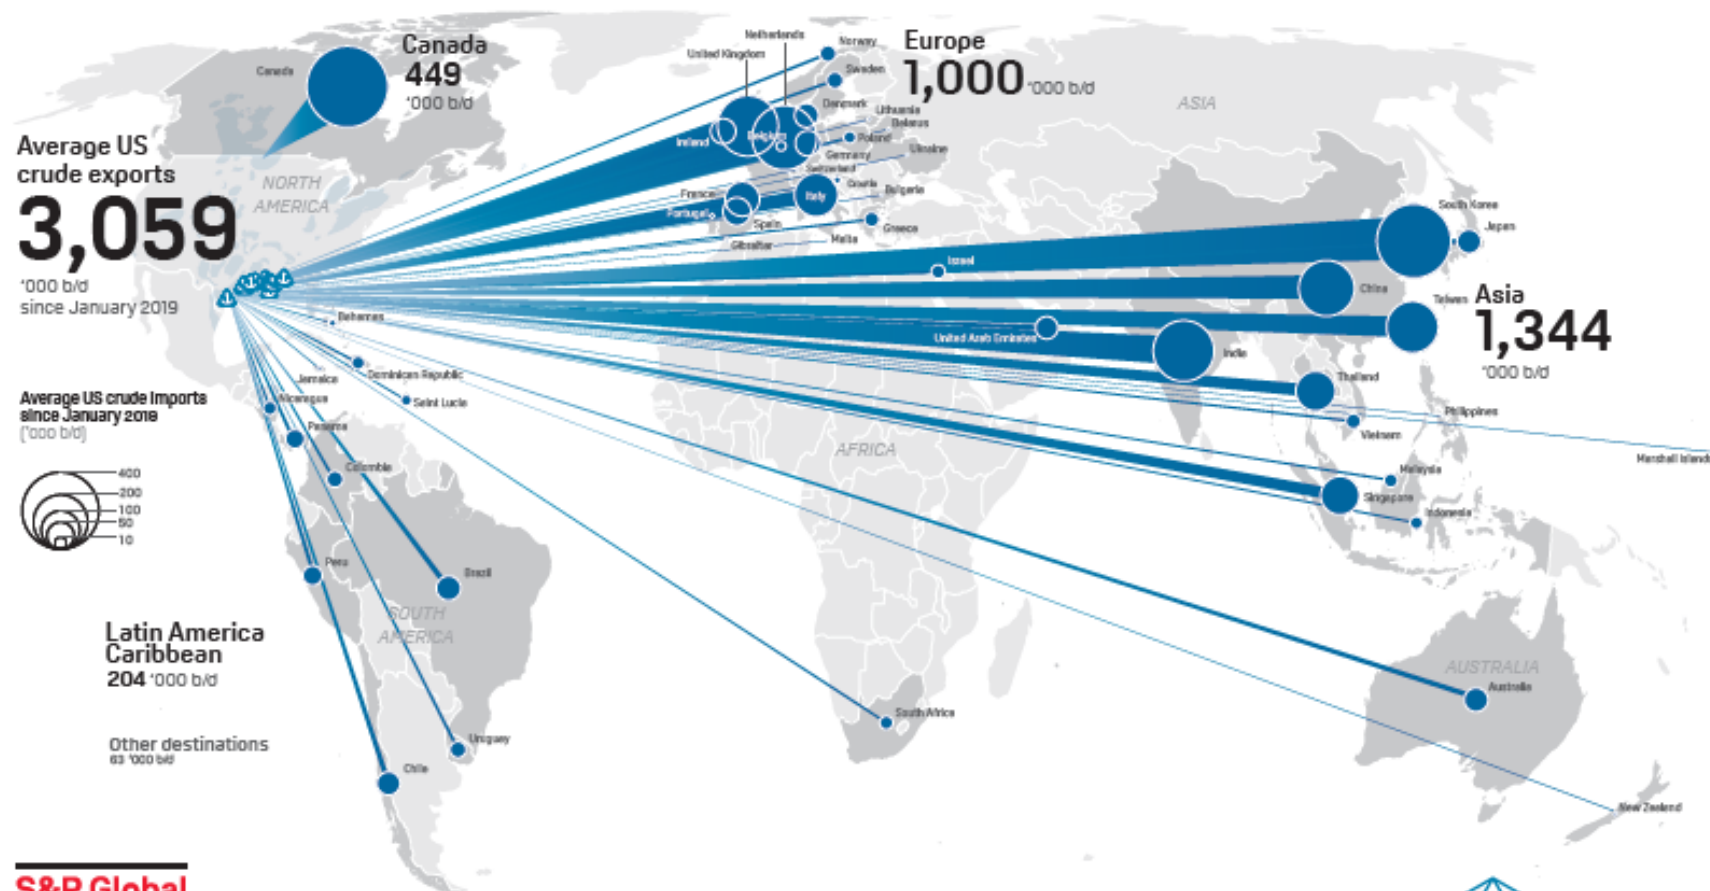 Canada
449
'000 b/d
Canada
Average US
crude exports
3,059
'000 b/d
since January 2019
NORTH
AMERICA
Average US crude imports
since January 2019
('000 b/d)
400
200
100
50
10
Latin America
Caribbean
204 '000 b/d
Other destinations
63 '000 b/d
S&P Global
Europe
1,000 '000 b/d
Netherlands
United Kingdom
Norway
Sweden
Denmark
Lithuania
Belarus
Ireland
Belgium
Poland
Germany
Ukraine
Switzerland
Croatia
France
Italy
Bulgaria
Portugal
Spain
Greece
Gibraltar
Malta
ASIA
South Korea
Japan
Israel
China
Taiwan
Asia
1,344
'000 b/d
United Arab Emirates
India
Thailand
Philippines
Vietnam
Marshall Islands
Malaysia
Singapore
Indonesia
Bahamas
Dominican Republic
Jamaica
Nicaragua
Saint Lucia
Panama
Colombia
Peru
Brazil
SOUTH
AMERICA
Uruguay
Chile
AFRICA
South Africa
AUSTRALIA
Australia
New Zealand